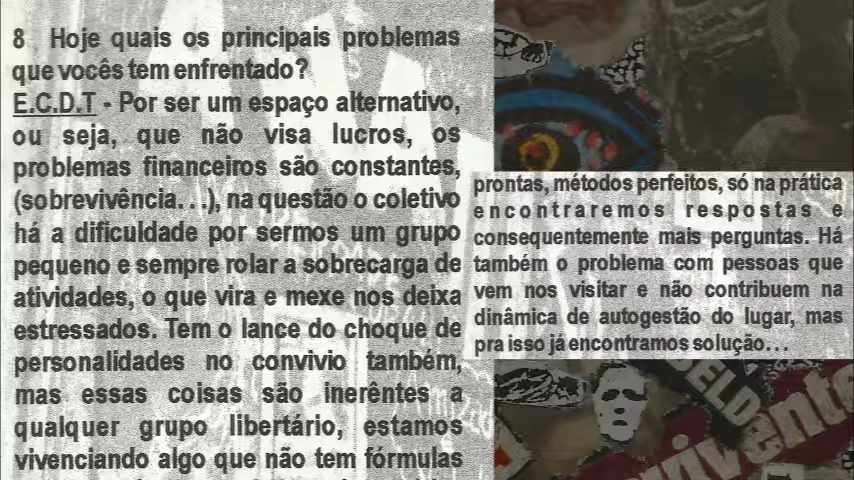 8 Hoje quais os principais problemas
que vocês tem enfrentado?
E.C.D.T - Por ser um espaço alternativo,
ou seja, que não visa lucros, os
problemas financeiros são constantes,
(sobrevivência...), na questão o coletivo
há a dificuldade por sermos um grupo
pequeno e sempre rolar a sobrecarga de
atividades, o que vira e mexe nos deixa
estressados. Tem o lance do choque de
personalidades no convivio também,
mas essas coisas são inerêntes a
qualquer grupo libertário, estamos
vivenciando algo que não tem fórmulas
prontas, métodos perfeitos, só na prática
encontraremos respostas e
consequentemente mais perguntas. Há
também o problema com pessoas que
vem nos visitar e não contribuem na
dinâmica de autogestão do lugar, mas
pra isso já encontramos solução...